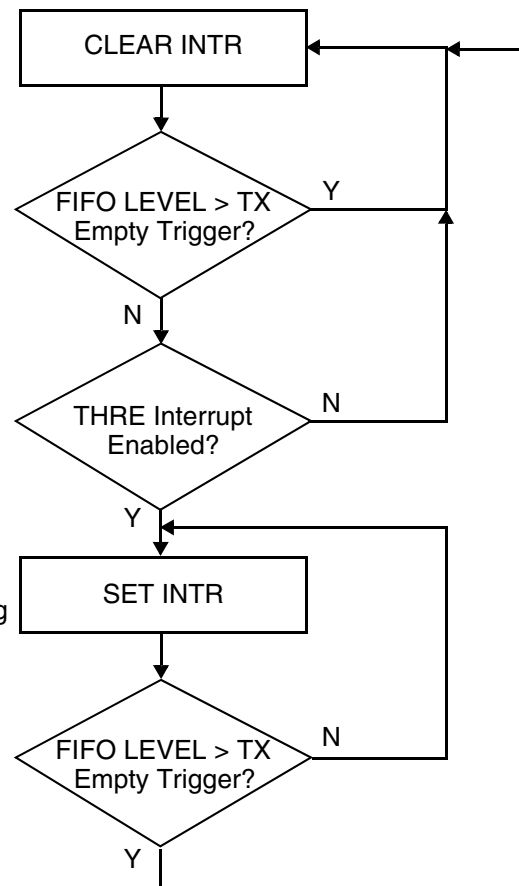 CLEAR INTR
FIFO LEVEL > TX
Empty Trigger?
Y
N
THRE Interrupt
Enabled?
N
Y
SET INTR
FIFO LEVEL > TX
Empty Trigger?
N
Y